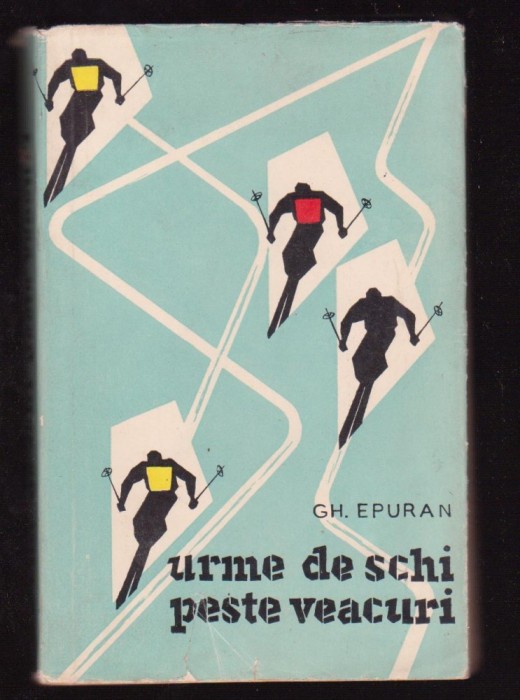 GH. EPURAN
urme de schi
peste veacuri